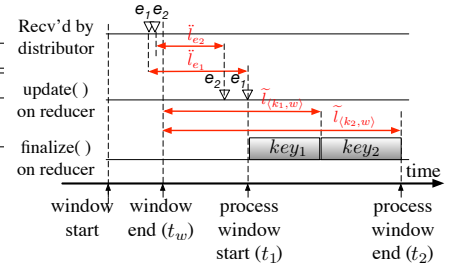 e₁ e₂
Recv'd by
distributor
l̈ₑ₂
l̈ₑ₁
e₂ e₁
update( )
on reducer
l̃⟨k₁,w⟩
l̃⟨k₂,w⟩
finalize( )
on reducer
key₁ key₂
time
window
start
window
end (t_w)
process
window
start (t₁)
process
window
end (t₂)